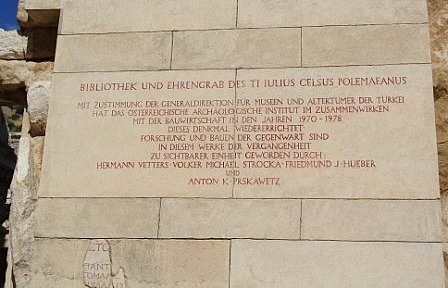 BIBLIOTHEK UND EHRENGRAB DES TI IULIUS CELSUS POLEMAEANUS
MIT ZUSTIMMUNG DER GENERALDIREKTION FÜR MUSEEN UND ALTERTÜMER DER TÜRKEI
HAT DAS ÖSTERREICHISCHE ARCHÄOLOGISCHE INSTITUT IM ZUSAMMENWIRKEN
MIT DER BAUWIRTSCHAFT IN DEN JAHREN 1970-1978
DIESES DENKMAL WIEDERERRICHTET
FORSCHUNG UND BAUEN DER GEGENWART SIND
IN DIESEM WERKE DER VERGANGENHEIT
ZU SICHTBARER EINHEIT GEWORDEN DURCH:
HERMANN VETTERS·VOLKER MICHAEL STROCKA·FRIEDMUND J·HUEBER
UND
ANTON K·PRSKAWETZ